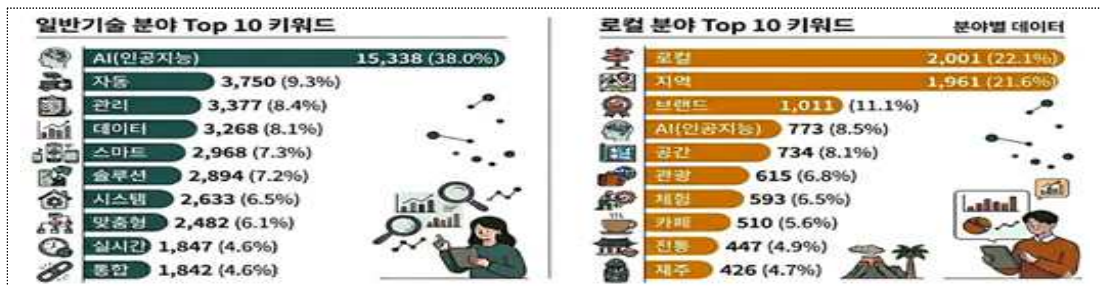 일반기술 분야 Top 10 키워드
AI(인공지능) 15,338 (38.0%)
자동 3,750 (9.3%)
관리 3,377 (8.4%)
데이터 3,268 (8.1%)
스마트 2,968 (7.3%)
솔루션 2,894 (7.2%)
시스템 2,633 (6.5%)
맞춤형 2,482 (6.1%)
실시간 1,847 (4.6%)
통합 1,842 (4.6%)
로컬 분야 Top 10 키워드 분야별 데이터
로컬 2,001 (22.1%)
지역 1,961 (21.6%)
브랜드 1,011 (11.1%)
AI(인공지능) 773 (8.5%)
공간 734 (8.1%)
관광 615 (6.8%)
체험 593 (6.5%)
카페 510 (5.6%)
전통 447 (4.9%)
제주 426 (4.7%)